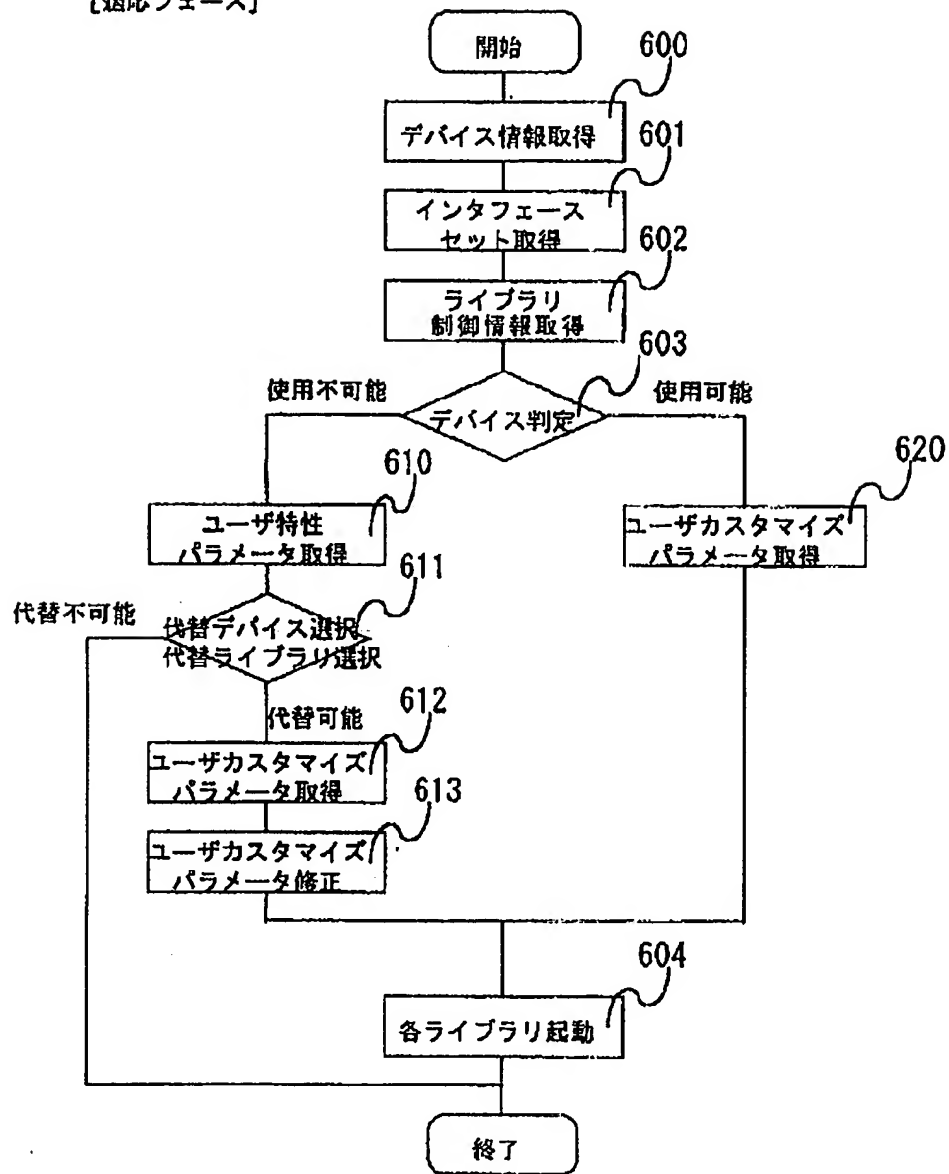 [適応フェーズ]
開始
600
デバイス情報取得
601
インタフェース
セット取得
602
ライブラリ
制御情報取得
603
使用不可能
使用可能
デバイス判定
610
620
ユーザ特性
パラメータ取得
ユーザカスタマイズ
パラメータ取得
611
代替不可能
代替デバイス選択
代替ライブラリ選択
代替可能
612
ユーザカスタマイズ
パラメータ取得
613
ユーザカスタマイズ
パラメータ修正
604
各ライブラリ起動
終了